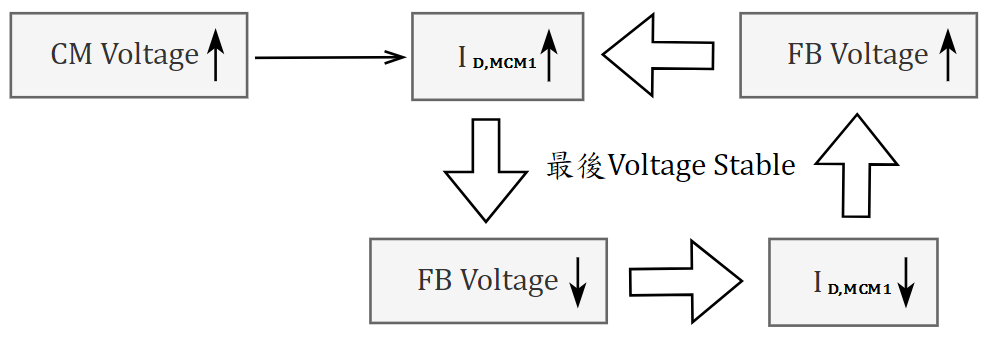 CM Voltage
I D,MCM1
FB Voltage
最後Voltage Stable
FB Voltage
I D,MCM1